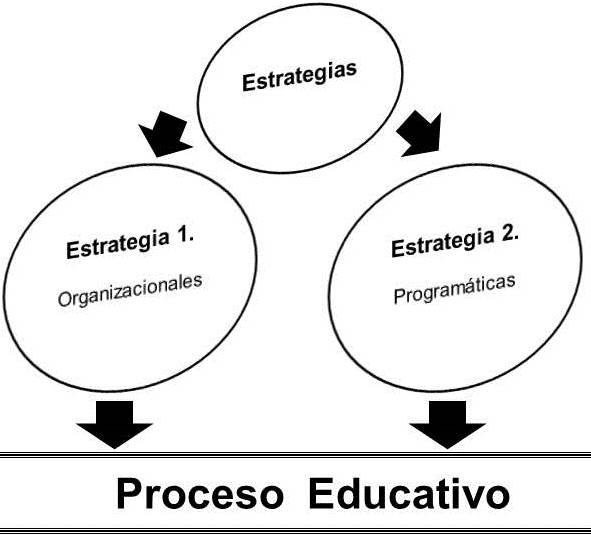 Estrategias
Estrategia 1.
Organizacionales
Estrategia 2.
Programáticas
Proceso Educativo